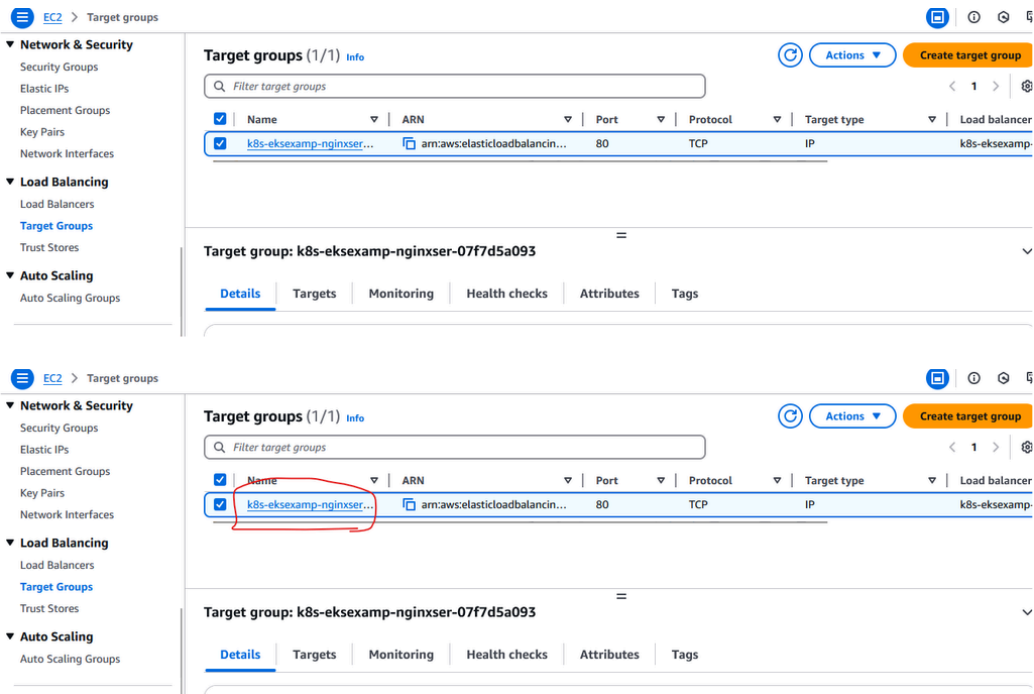 EC2 > Target groups
Network & Security
Security Groups
Elastic IPs
Placement Groups
Key Pairs
Network Interfaces
Load Balancing
Load Balancers
Target Groups
Trust Stores
Auto Scaling
Auto Scaling Groups
Target groups (1/1) Info
Actions
Create target group
Filter target groups
1
Name ARN Port Protocol Target type Load balancer
k8s-eksexamp-nginxser... arn:aws:elasticloadbalancin... 80 TCP IP k8s-eksexamp-
Target group: k8s-eksexamp-nginxser-07f7d5a093
Details Targets Monitoring Health checks Attributes Tags
EC2 > Target groups
Network & Security
Security Groups
Elastic IPs
Placement Groups
Key Pairs
Network Interfaces
Load Balancing
Load Balancers
Target Groups
Trust Stores
Auto Scaling
Auto Scaling Groups
Target groups (1/1) Info
Actions
Create target group
Filter target groups
1
Name ARN Port Protocol Target type Load balancer
k8s-eksexamp-nginxser... arn:aws:elasticloadbalancin... 80 TCP IP k8s-eksexamp-
Target group: k8s-eksexamp-nginxser-07f7d5a093
Details Targets Monitoring Health checks Attributes Tags